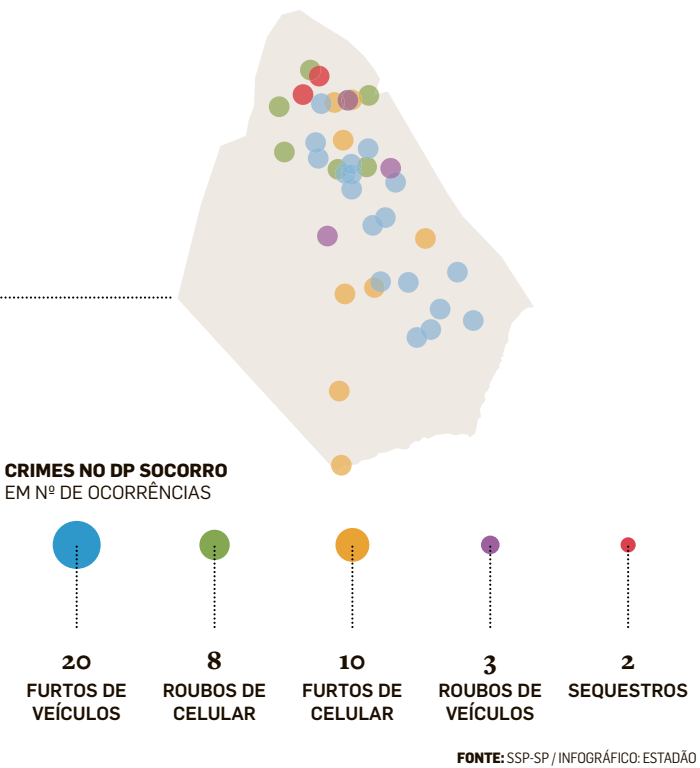 CRIMES NO DP SOCORRO
EM Nº DE OCORRÊNCIAS
20
FURTOS DE
VEÍCULOS
8
ROUBOS DE
CELULAR
10
FURTOS DE
CELULAR
3
ROUBOS DE
VEÍCULOS
2
SEQUESTROS
FONTE: SSP-SP / INFOGRÁFICO: ESTADÃO